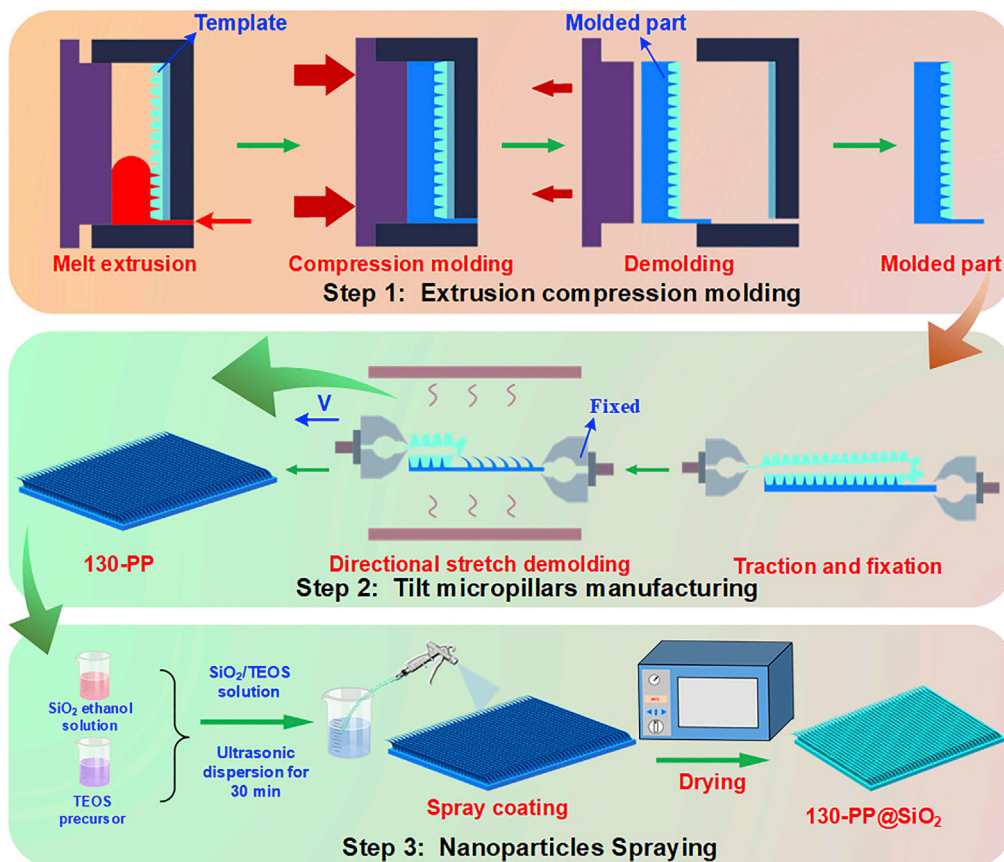 Template
Molded part
Melt extrusion
Compression molding
Demolding
Molded part
Step 1: Extrusion compression molding
V
Fixed
130-PP
Directional stretch demolding
Traction and fixation
Step 2: Tilt micropillars manufacturing
SiO₂ ethanol
solution
TEOS
precursor
SiO₂/TEOS
solution
Ultrasonic
dispersion for
30 min
Spray coating
Drying
130-PP@SiO₂
Step 3: Nanoparticles Spraying